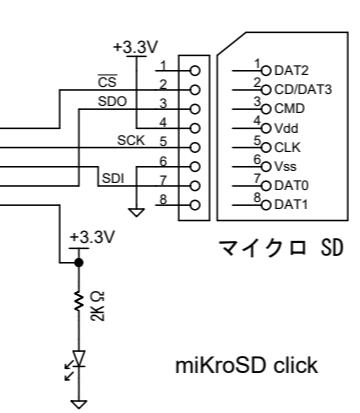 +3.3V
1
CS 2
SDO 3
4
SCK 5
6
SDI 7
8
1 DAT2
2 CD/DAT3
3 CMD
4 Vdd
5 CLK
6 Vss
7 DAT0
8 DAT1
マイクロ SD
+3.3V
2KΩ
miKroSD click